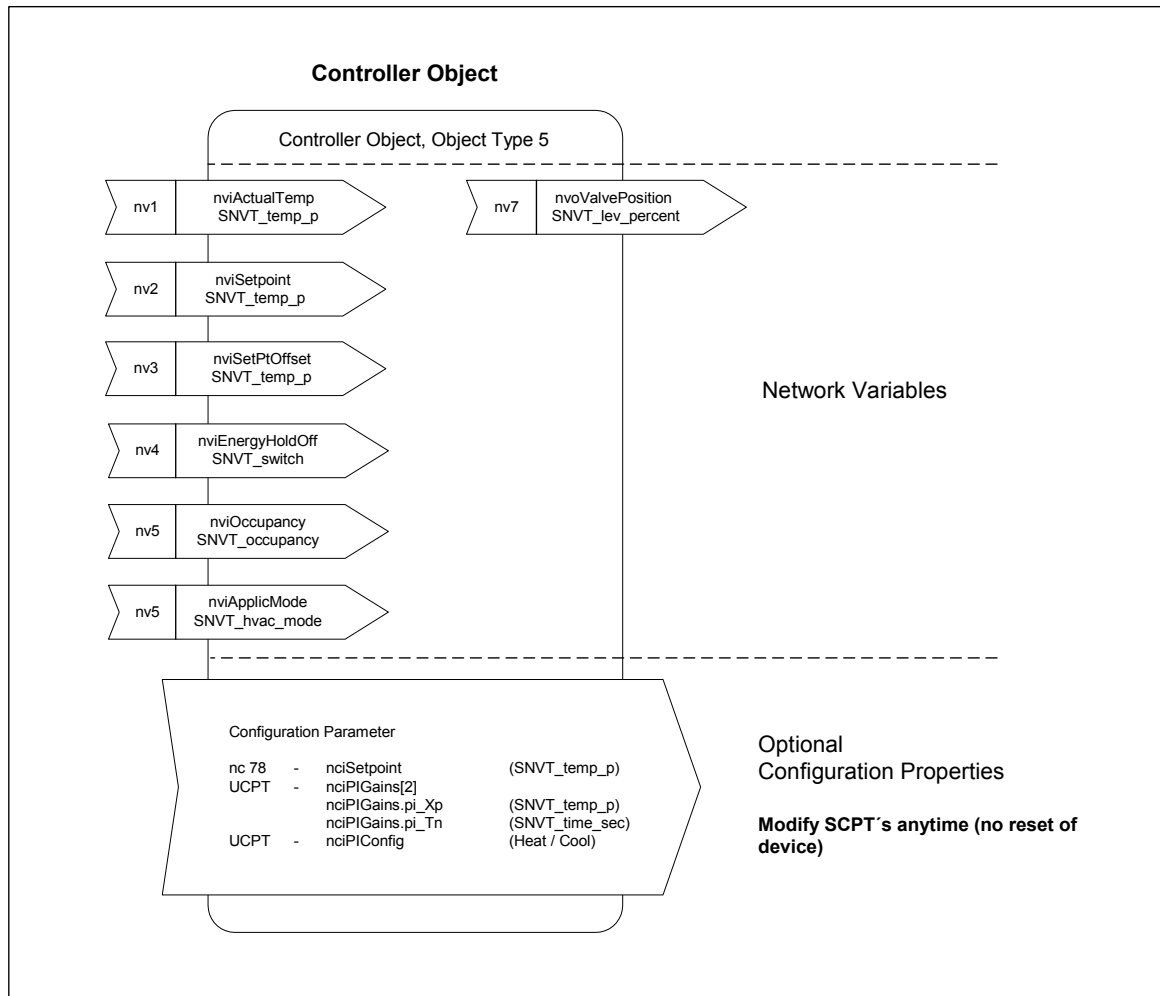 Controller Object
Controller Object, Object Type 5
nv1
nviActualTemp
SNVT_temp_p
nv7
nvoValvePosition
SNVT_lev_percent
nv2
nviSetpoint
SNVT_temp_p
nv3
nviSetPtOffset
SNVT_temp_p
Network Variables
nv4
nviEnergyHoldOff
SNVT_switch
nv5
nviOccupancy
SNVT_occupancy
nv5
nviApplicMode
SNVT_hvac_mode
Configuration Parameter
nc 78 - nciSetpoint (SNVT_temp_p)
UCPT - nciPIGains[2]
nciPIGains.pi_Xp (SNVT_temp_p)
nciPIGains.pi_Tn (SNVT_time_sec)
UCPT - nciPIConfig (Heat / Cool)
Optional
Configuration Properties
Modify SCPT´s anytime (no reset of
device)